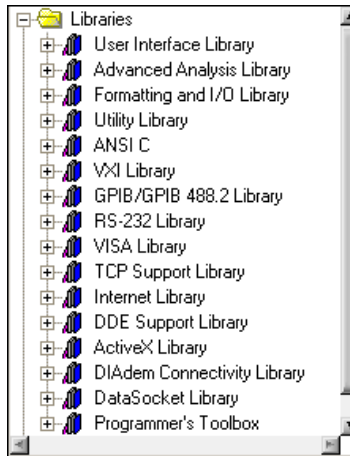 Libraries
User Interface Library
Advanced Analysis Library
Formatting and I/O Library
Utility Library
ANSI C
VXI Library
GPIB/GPIB 488.2 Library
RS-232 Library
VISA Library
TCP Support Library
Internet Library
DDE Support Library
ActiveX Library
DIAdem Connectivity Library
DataSocket Library
Programmer's Toolbox